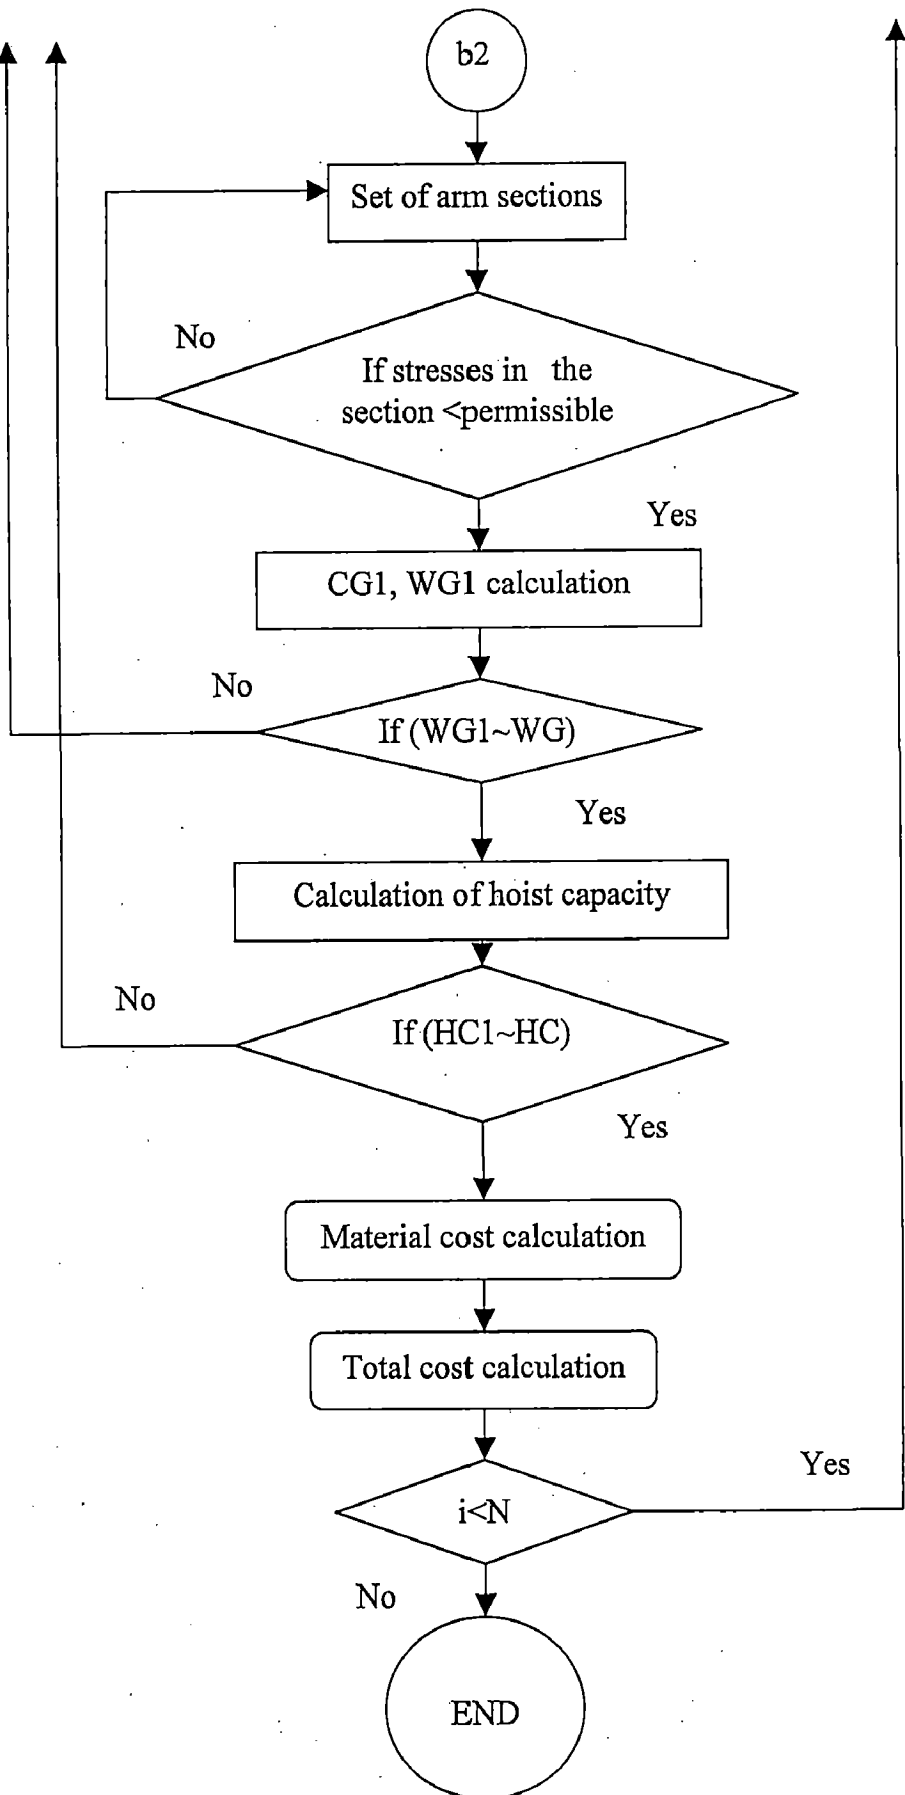 b2
Set of arm sections
No
If stresses in the
section <permissible
Yes
CG1, WG1 calculation
No
If (WG1~WG)
Yes
Calculation of hoist capacity
No
If (HC1~HC)
Yes
Material cost calculation
Total cost calculation
Yes
i<N
No
END